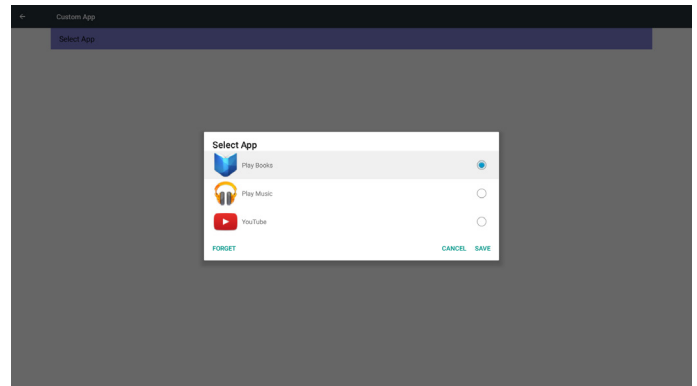 Custom App
Select App
Select App
Play Books
Play Music
YouTube
FORGET CANCEL SAVE